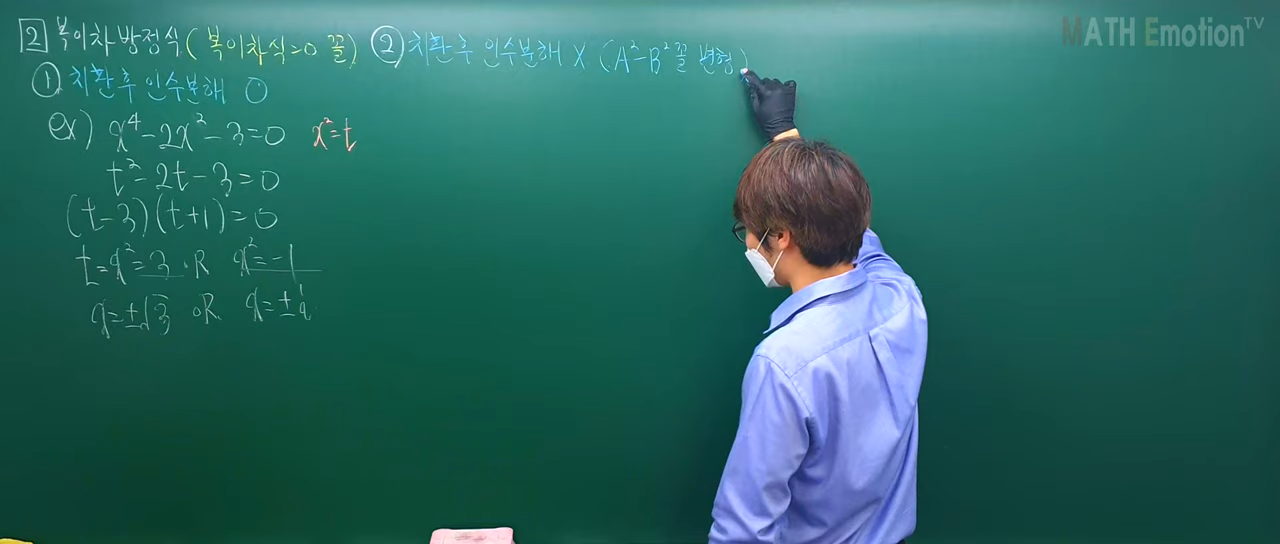 2 복이차방정식 (복이차식=0 꼴)
① 치환후 인수분해 O
ex) x⁴-2x²-3=0 x²=t
t²-2t-3=0
(t-3)(t+1)=0
t=x²=3 OR x²=-1
x=±√3 OR x=±i
② 치환후 인수분해 X (A²-B² 꼴 변형)
MATH Emotion TV